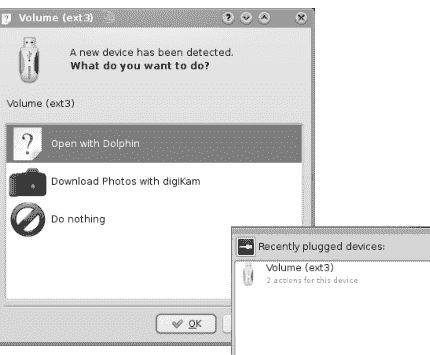 Volume (ext3)
A new device has been detected.
What do you want to do?
Volume (ext3)
Open with Dolphin
Download Photos with digiKam
Do nothing
OK
Recently plugged devices:
Volume (ext3)
2 actions for this device